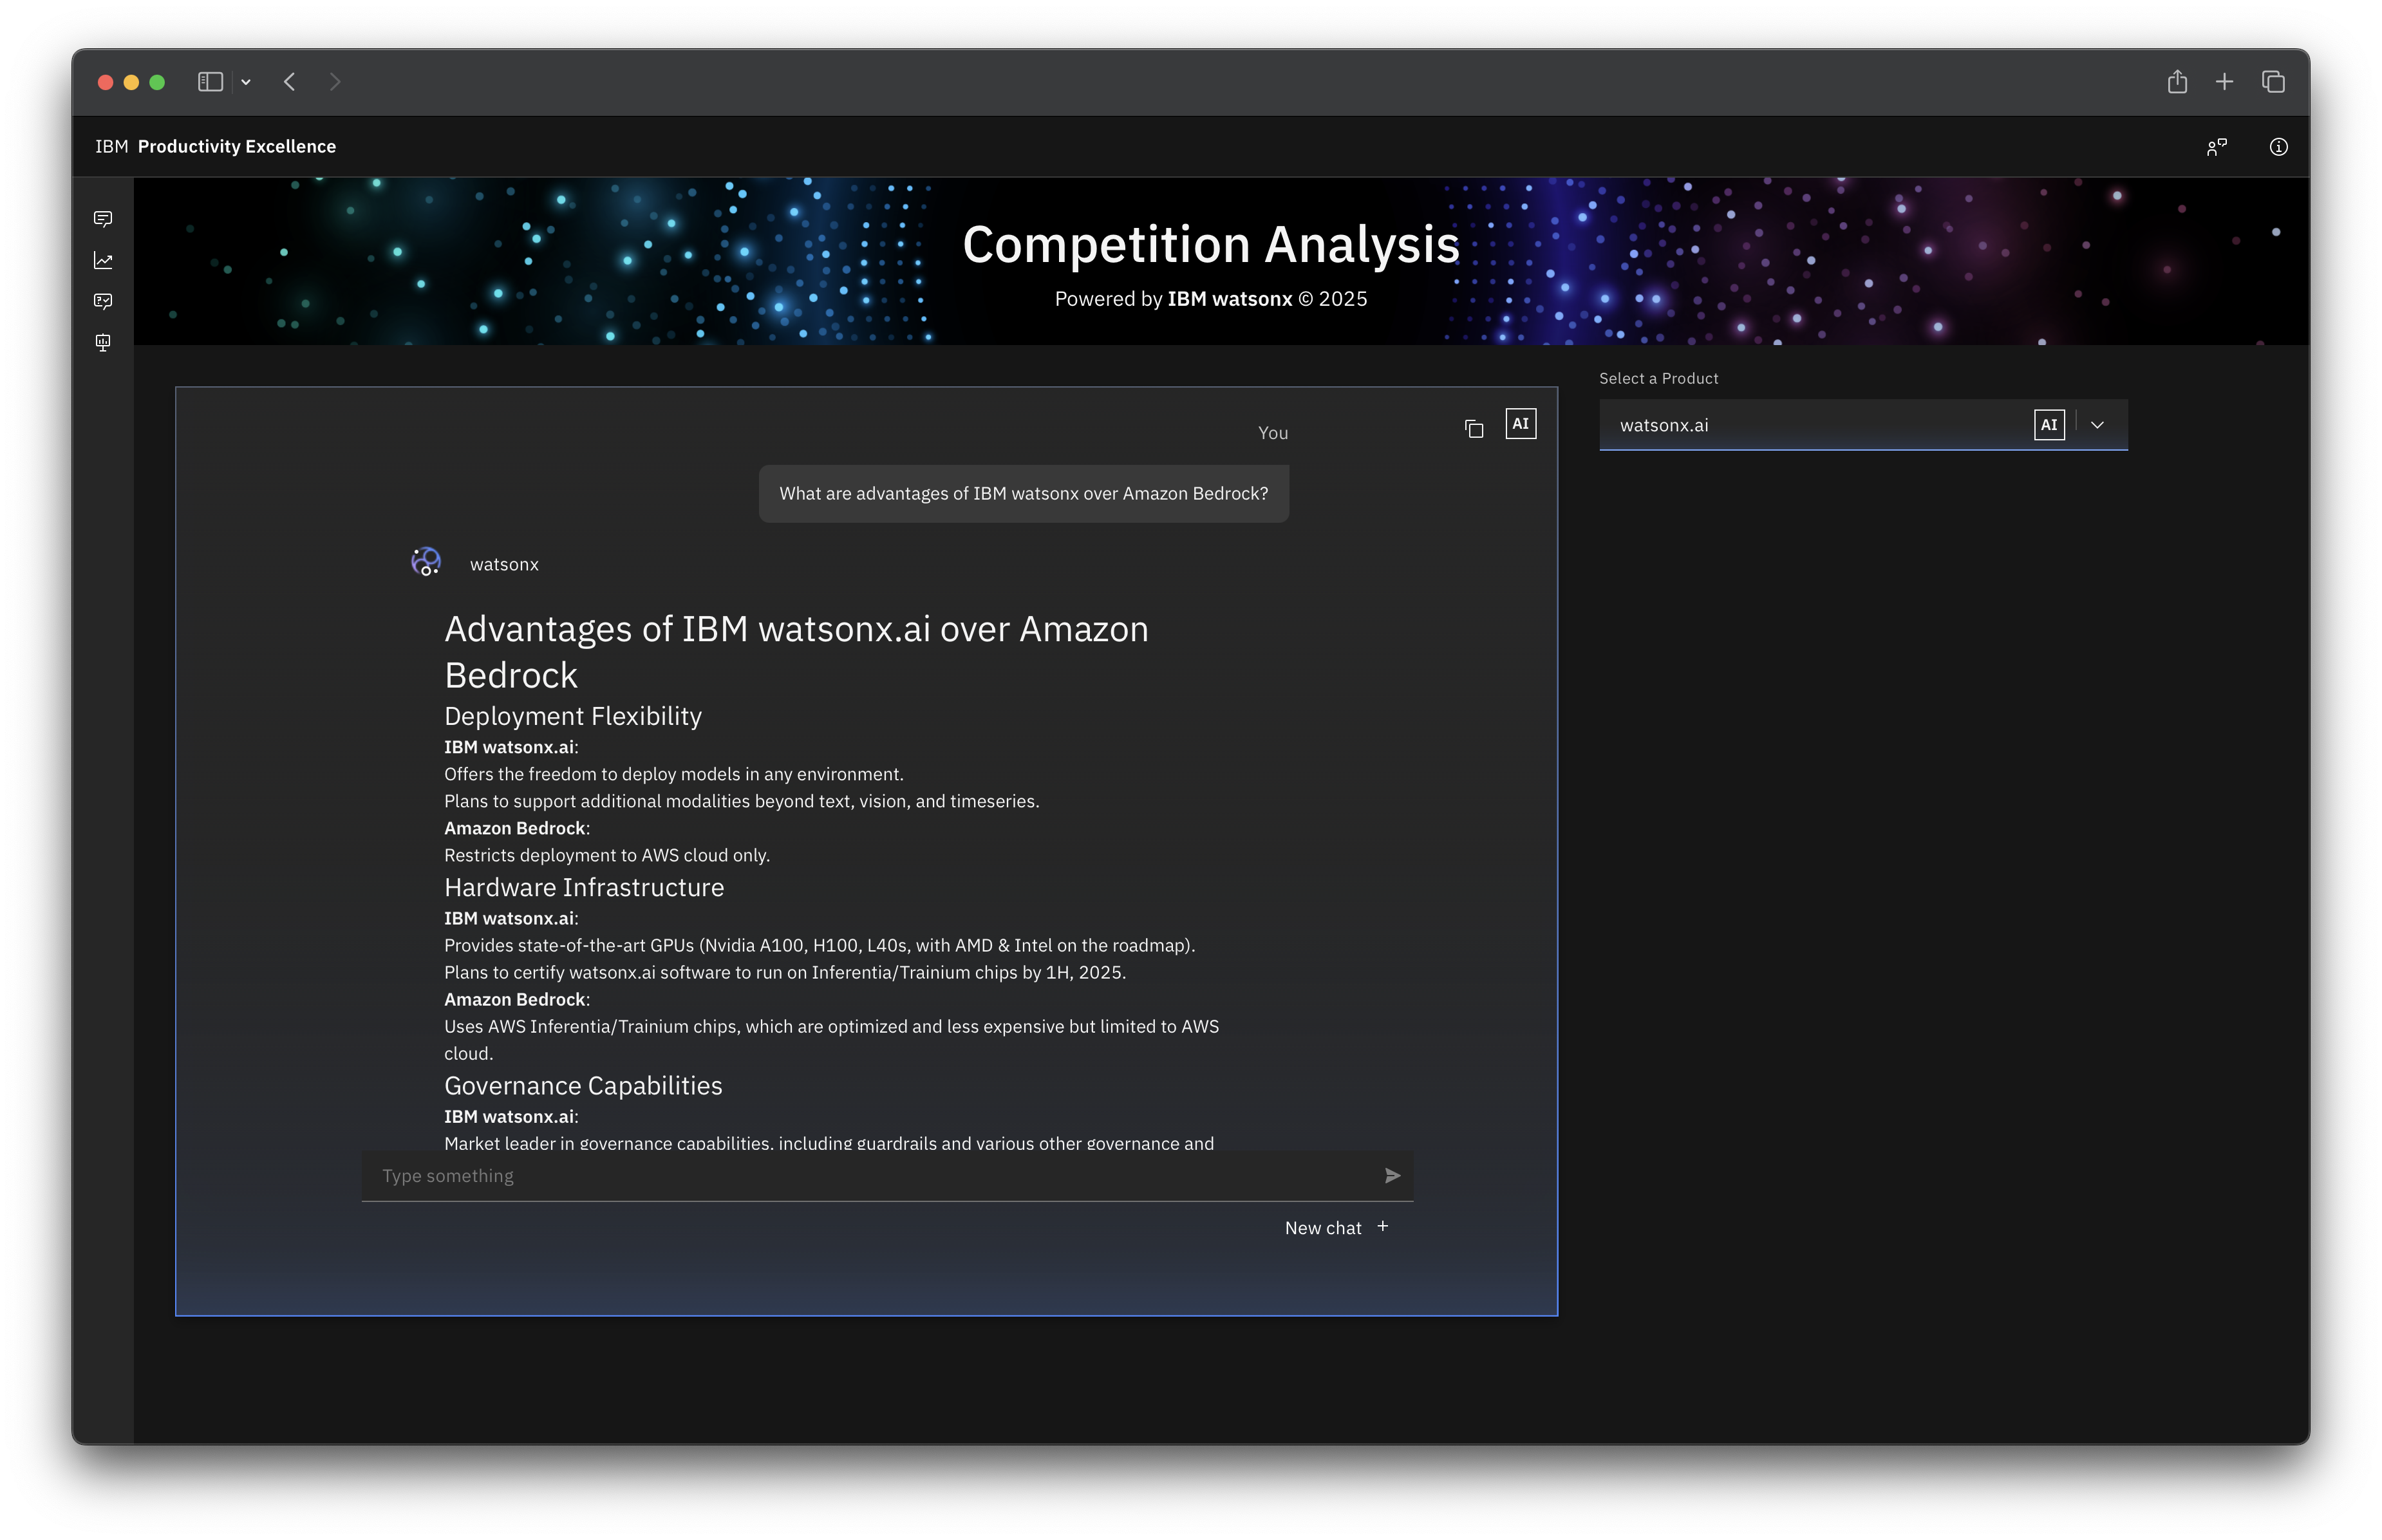 IBM Productivity Excellence
Competition Analysis
Powered by IBM watsonx © 2025
Select a Product
watsonx.ai
AI
You
AI
What are advantages of IBM watsonx over Amazon Bedrock?
watsonx
Advantages of IBM watsonx.ai over Amazon
Bedrock
Deployment Flexibility
IBM watsonx.ai:
Offers the freedom to deploy models in any environment.
Plans to support additional modalities beyond text, vision, and timeseries.
Amazon Bedrock:
Restricts deployment to AWS cloud only.
Hardware Infrastructure
IBM watsonx.ai:
Provides state-of-the-art GPUs (Nvidia A100, H100, L40s, with AMD & Intel on the roadmap).
Plans to certify watsonx.ai software to run on Inferentia/Trainium chips by 1H, 2025.
Amazon Bedrock:
Uses AWS Inferentia/Trainium chips, which are optimized and less expensive but limited to AWS
cloud.
Governance Capabilities
IBM watsonx.ai:
Market leader in governance capabilities, including guardrails and various other governance and
Type something
New chat +